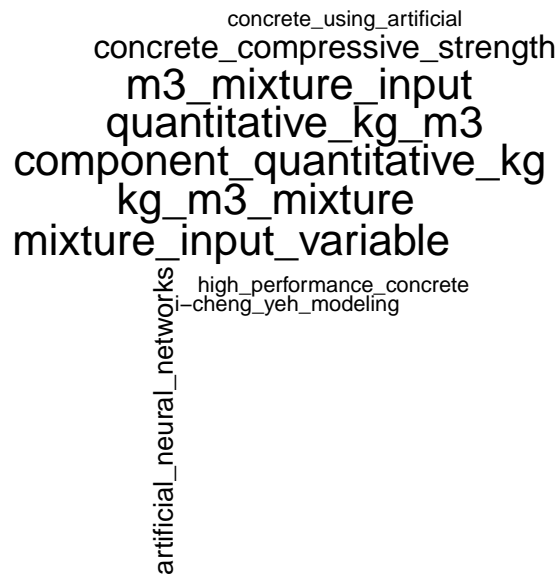 concrete_using_artificial
concrete_compressive_strength
m3_mixture_input
quantitative_kg_m3
component_quantitative_kg
kg_m3_mixture
mixture_input_variable
high_performance_concrete
i−cheng_yeh_modeling
artificial_neural_networks